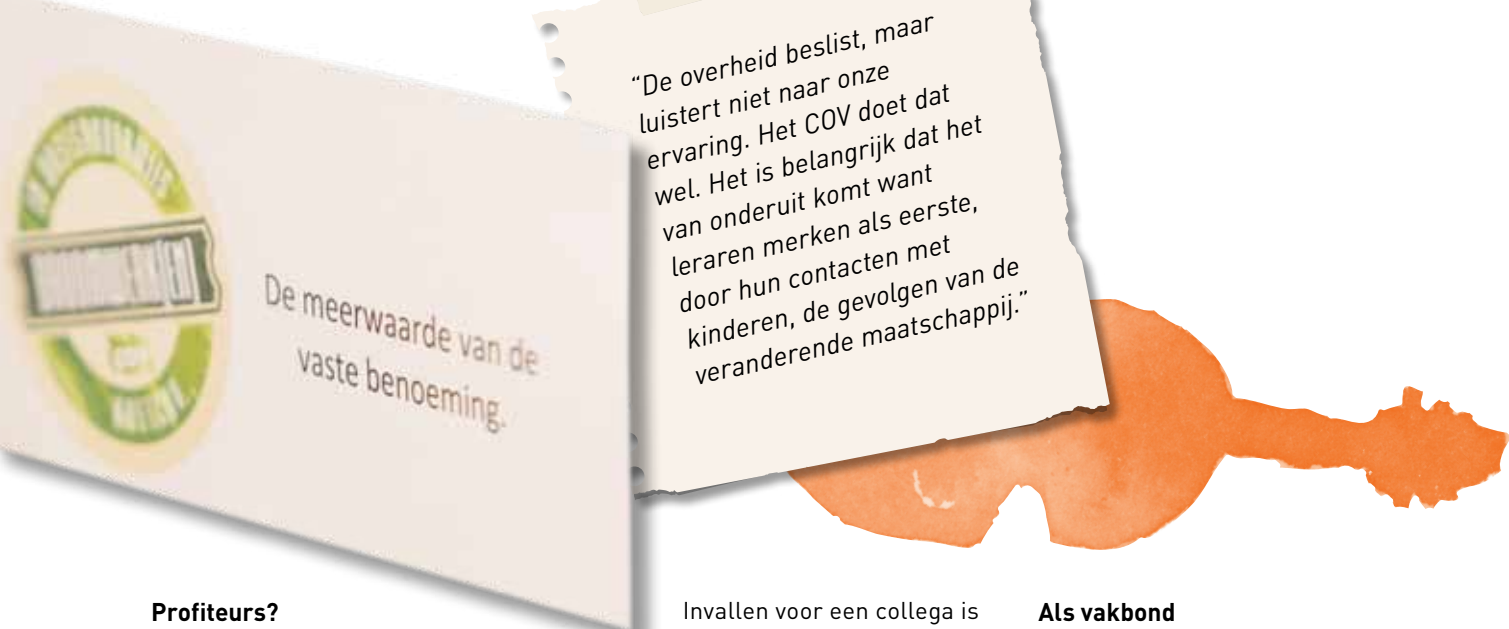 De meerwaarde van de
vaste benoeming.
“De overheid beslist, maar
luistert niet naar onze
ervaring. Het COV doet dat
wel. Het is belangrijk dat het
van onderuit komt want
leraren merken als eerste,
door hun contacten met
kinderen, de gevolgen van de
veranderende maatschappij.”
Profiteurs?
Invallen voor een collega is
Als vakbond